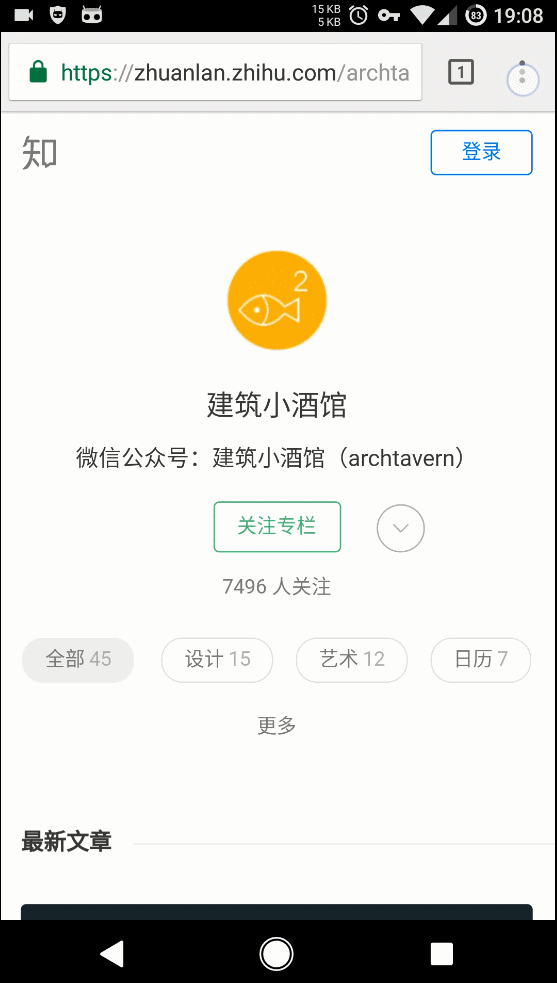 15 KB
5 KB
83
19:08
https://zhuanlan.zhihu.com/archta
1
知
登录
2
建筑小酒馆
微信公众号：建筑小酒馆（archtavern）
关注专栏
7496 人关注
全部 45 设计 15 艺术 12 日历 7
更多
最新文章